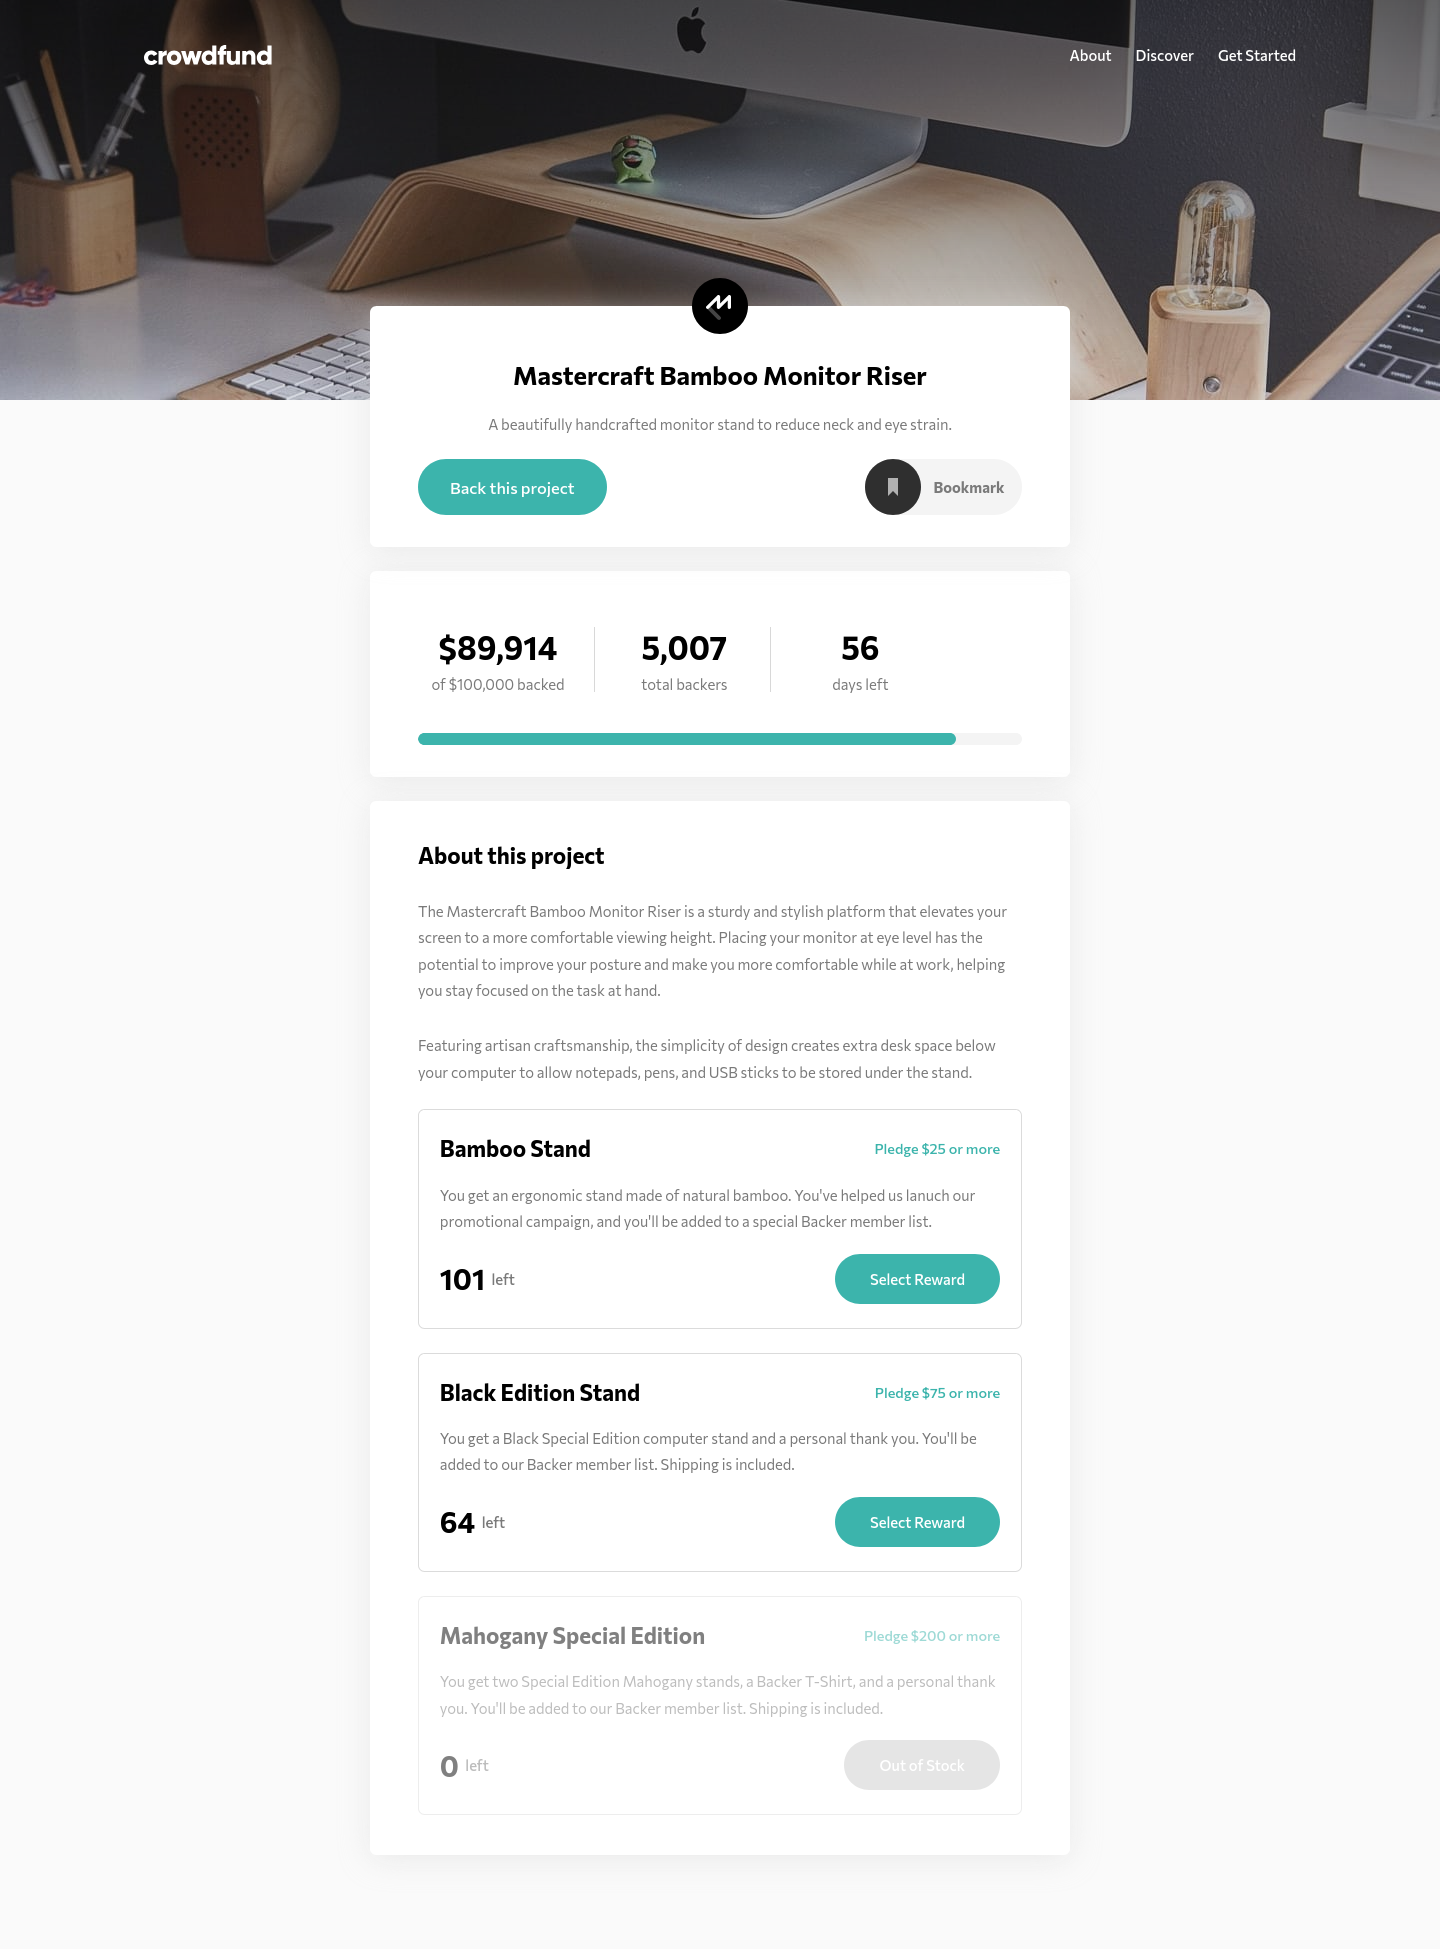 crowdfund
About Discover Get Started
Mastercraft Bamboo Monitor Riser
A beautifully handcrafted monitor stand to reduce neck and eye strain.
Back this project
Bookmark
$89,914
of $100,000 backed
5,007
total backers
56
days left
About this project
The Mastercraft Bamboo Monitor Riser is a sturdy and stylish platform that elevates your
screen to a more comfortable viewing height. Placing your monitor at eye level has the
potential to improve your posture and make you more comfortable while at work, helping
you stay focused on the task at hand.
Featuring artisan craftsmanship, the simplicity of design creates extra desk space below
your computer to allow notepads, pens, and USB sticks to be stored under the stand.
Bamboo Stand
Pledge $25 or more
You get an ergonomic stand made of natural bamboo. You've helped us lanuch our
promotional campaign, and you'll be added to a special Backer member list.
101 left
Select Reward
Black Edition Stand
Pledge $75 or more
You get a Black Special Edition computer stand and a personal thank you. You'll be
added to our Backer member list. Shipping is included.
64 left
Select Reward
Mahogany Special Edition
Pledge $200 or more
You get two Special Edition Mahogany stands, a Backer T-Shirt, and a personal thank
you. You'll be added to our Backer member list. Shipping is included.
0 left
Out of Stock